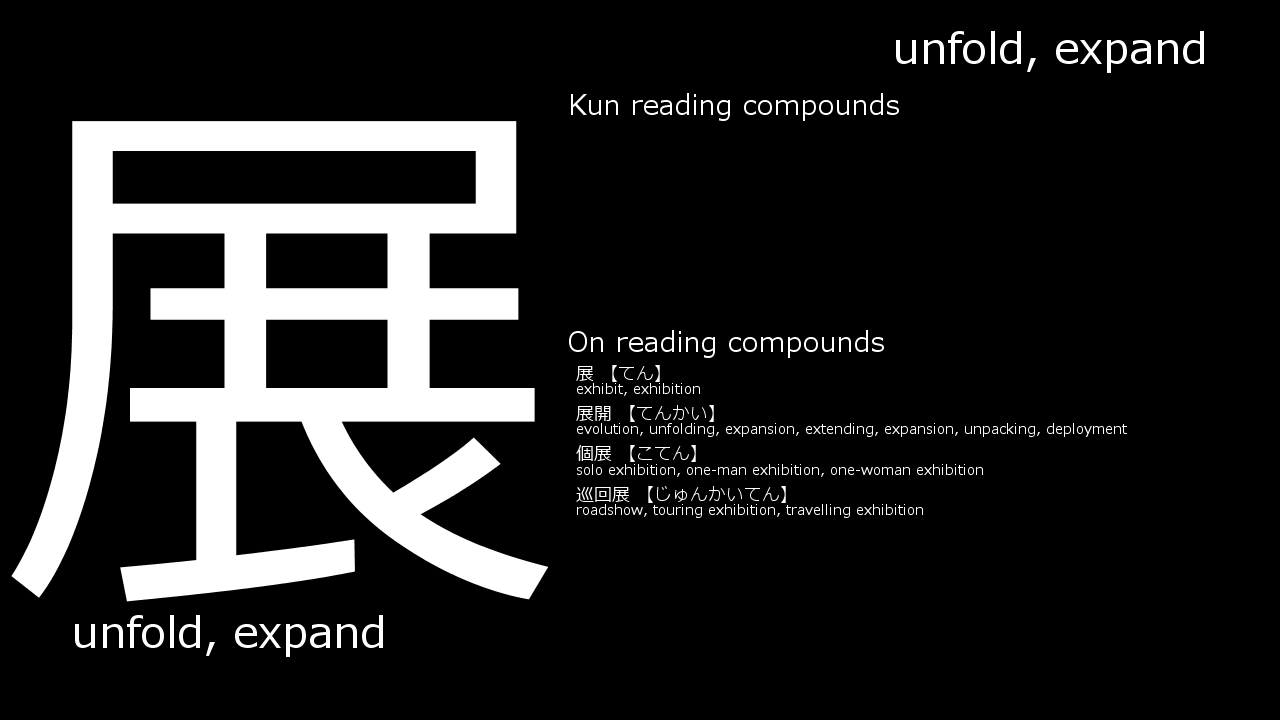 unfold, expand
Kun reading compounds
展
On reading compounds
展 【てん】
exhibit, exhibition
展開 【てんかい】
evolution, unfolding, expansion, extending, expansion, unpacking, deployment
個展 【こてん】
solo exhibition, one-man exhibition, one-woman exhibition
巡回展 【じゅんかいてん】
roadshow, touring exhibition, travelling exhibition
unfold, expand